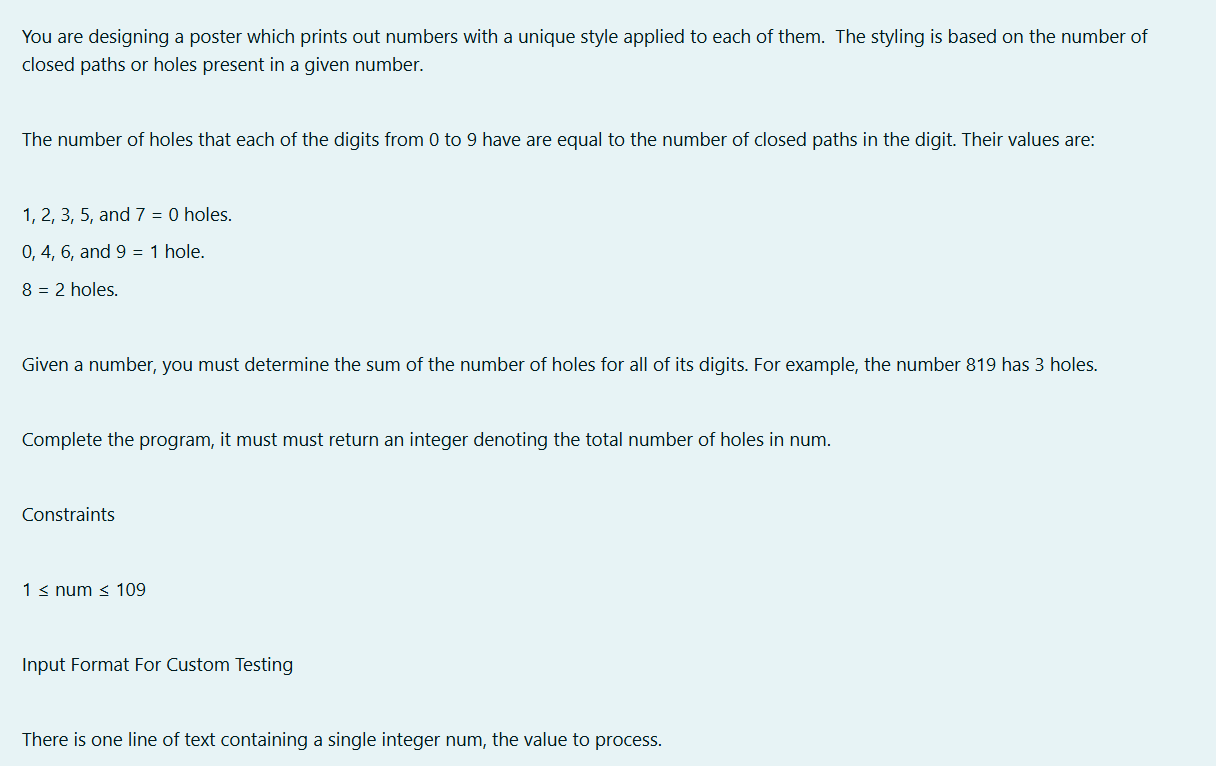 You are designing a poster which prints out numbers with a unique style applied to each of them.  The styling is based on the number of
closed paths or holes present in a given number.
The number of holes that each of the digits from 0 to 9 have are equal to the number of closed paths in the digit. Their values are:
1, 2, 3, 5, and 7 = 0 holes.
0, 4, 6, and 9 = 1 hole.
8 = 2 holes.
Given a number, you must determine the sum of the number of holes for all of its digits. For example, the number 819 has 3 holes.
Complete the program, it must must return an integer denoting the total number of holes in num.
Constraints
1 ≤ num ≤ 109
Input Format For Custom Testing
There is one line of text containing a single integer num, the value to process.